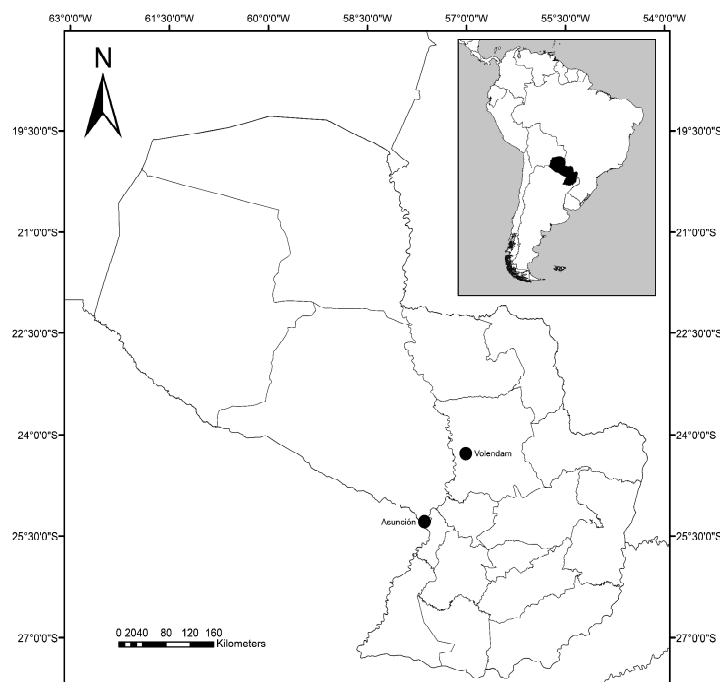 63°0'0"W 61°30'0"W 60°0'0"W 58°30'0"W 57°0'0"W 55°30'0"W 54°0'0"W
N
19°30'0"S 19°30'0"S
21°0'0"S 21°0'0"S
22°30'0"S 22°30'0"S
24°0'0"S 24°0'0"S
Volendam
Asunción
25°30'0"S 25°30'0"S
27°0'0"S 27°0'0"S
0 20 40 80 120 160
Kilometers